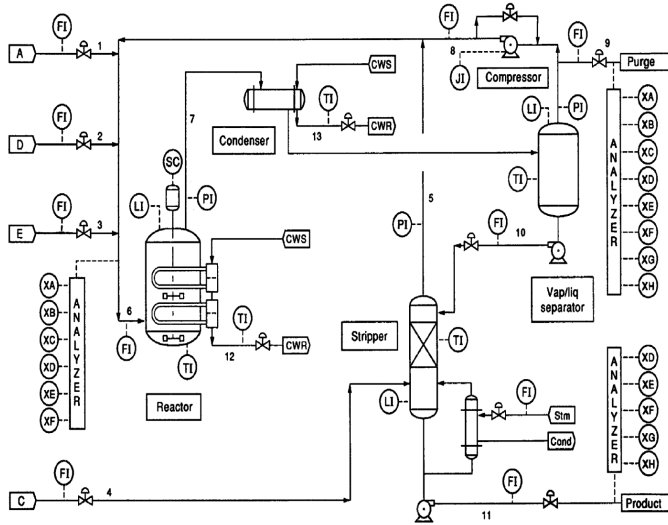 FI
A
1
FI
D
2
FI
E
3
XA
XB
XC
XD
XE
XF
ANALYZER
6
FI
LI
SC
PI
7
Condenser
CWS
TI
13
CWR
CWS
TI
12
CWR
TI
Reactor
8
JI
Compressor
FI
9
Purge
LI
PI
TI
ANALYZER
XA
XB
XC
XD
XE
XF
XG
XH
5
PI
FI
10
Vap/liq
separator
Stripper
TI
LI
FI
Stm
Cond
ANALYZER
XD
XE
XF
XG
XH
FI
C
4
FI
11
Product